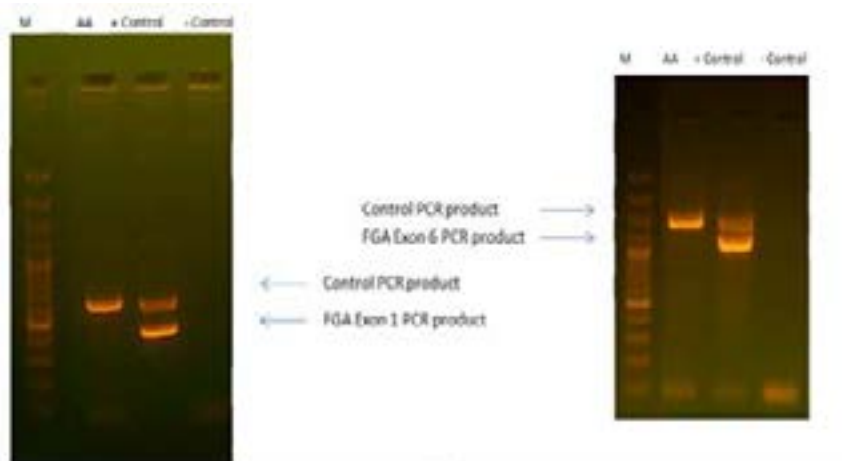 M AA + Control - Control
M AA + Control - Control
Control PCR product
FGA Exon 6 PCR product
Control PCR product
FGA Exon 1 PCR product